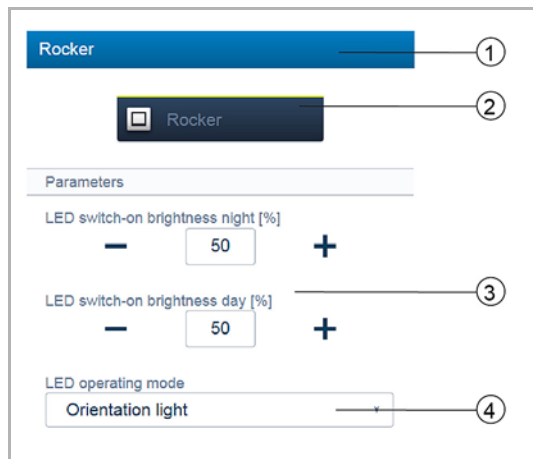 Rocker
1
Rocker
2
Parameters
LED switch-on brightness night [%]
50
LED switch-on brightness day [%]
3
50
LED operating mode
Orientation light
4